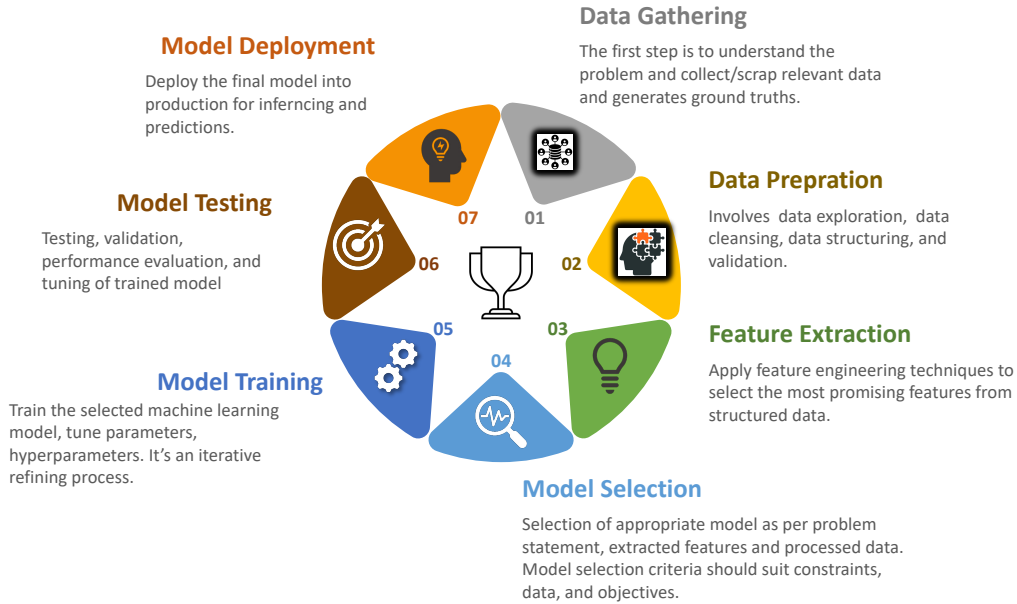 Data Gathering
The first step is to understand the
problem and collect/scrap relevant data
and generates ground truths.
01
Data Prepration
Involves data exploration, data
cleansing, data structuring, and
validation.
02
Feature Extraction
Apply feature engineering techniques to
select the most promising features from
structured data.
03
Model Selection
Selection of appropriate model as per problem
statement, extracted features and processed data.
Model selection criteria should suit constraints,
data, and objectives.
04
Model Training
Train the selected machine learning
model, tune parameters,
hyperparameters. It’s an iterative
refining process.
05
Model Testing
Testing, validation,
performance evaluation, and
tuning of trained model
06
Model Deployment
Deploy the final model into
production for inferncing and
predictions.
07